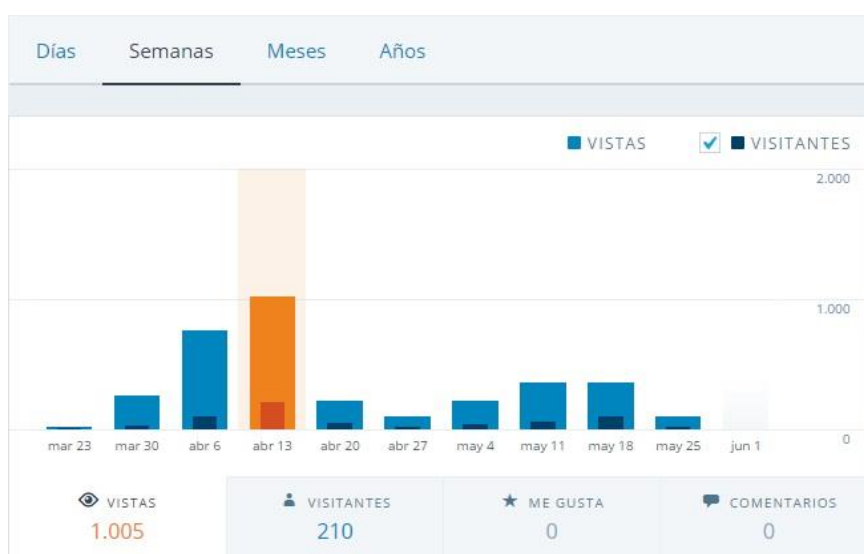 Días Semanas Meses Años
VISTAS VISITANTES
2.000
1.000
0
mar 23 mar 30 abr 6 abr 13 abr 20 abr 27 may 4 may 11 may 18 may 25 jun 1
VISTAS VISITANTES ME GUSTA COMENTARIOS
1.005 210 0 0